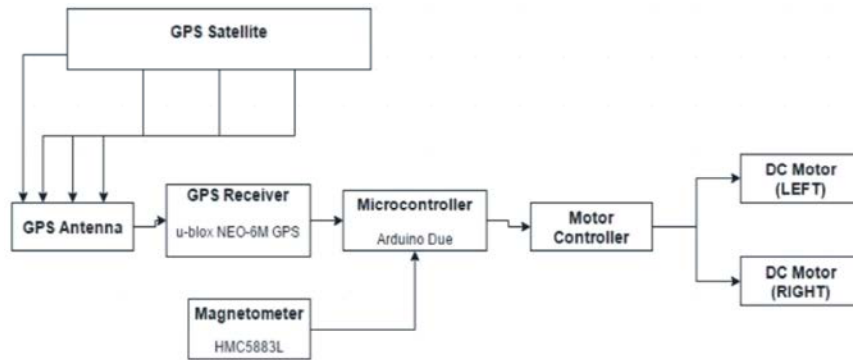 GPS Satellite
GPS Antenna
GPS Receiver
u-blox NEO-6M GPS
Microcontroller
Arduino Due
Magnetometer
HMC5883L
Motor
Controller
DC Motor
(LEFT)
DC Motor
(RIGHT)